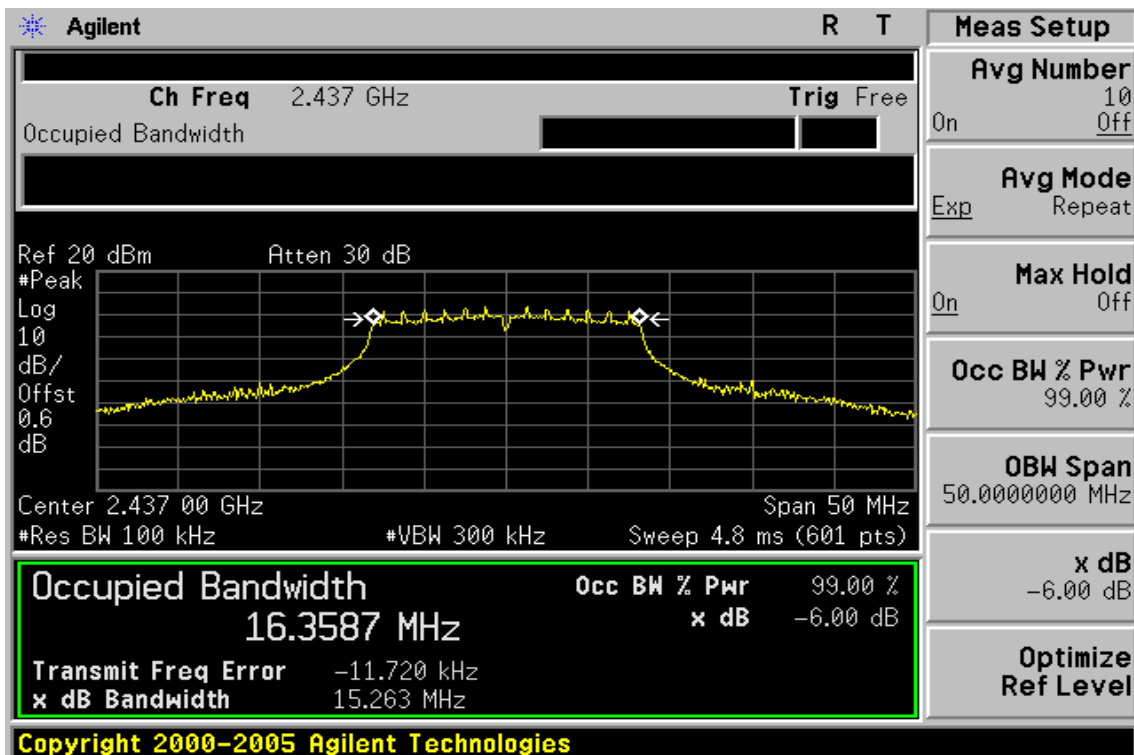 Agilent
R T
Ch Freq 2.437 GHz Trig Free
Occupied Bandwidth
Ref 20 dBm Atten 30 dB
#Peak
Log
10
dB/
Offst
0.6
dB
Center 2.437 00 GHz Span 50 MHz
#Res BW 100 kHz #VBW 300 kHz Sweep 4.8 ms (601 pts)
Occupied Bandwidth
16.3587 MHz
Occ BW % Pwr 99.00 %
x dB -6.00 dB
Transmit Freq Error -11.720 kHz
x dB Bandwidth 15.263 MHz
Copyright 2000-2005 Agilent Technologies
Meas Setup
Avg Number
10
On Off
Avg Mode
Exp Repeat
Max Hold
On Off
Occ BW % Pwr
99.00 %
OBW Span
50.0000000 MHz
x dB
-6.00 dB
Optimize
Ref Level